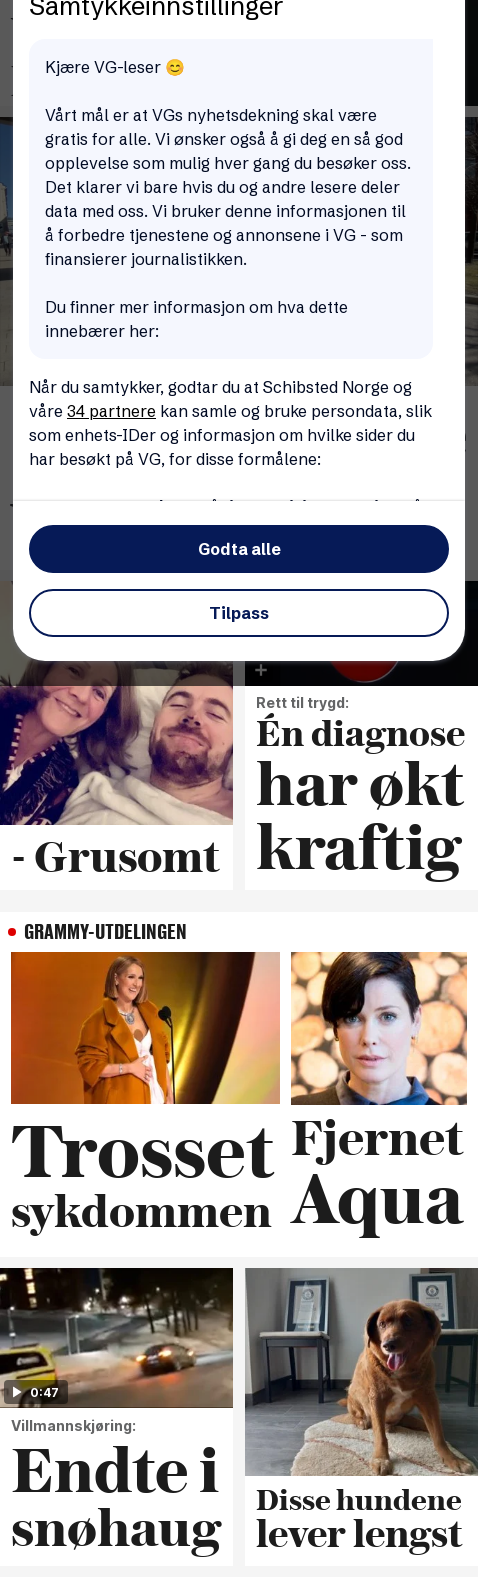 Samtykkeinnstillinger
Kjære VG-leser 😊
Vårt mål er at VGs nyhetsdekning skal være
gratis for alle. Vi ønsker også å gi deg en så god
opplevelse som mulig hver gang du besøker oss.
Det klarer vi bare hvis du og andre lesere deler
data med oss. Vi bruker denne informasjonen til
å forbedre tjenestene og annonsene i VG - som
finansierer journalistikken.
Du finner mer informasjon om hva dette
innebærer her:
Når du samtykker, godtar du at Schibsted Norge og
våre 34 partnere kan samle og bruke persondata, slik
som enhets-IDer og informasjon om hvilke sider du
har besøkt på VG, for disse formålene:
Godta alle
Tilpass
- Grusomt
Rett til trygd:
Én diagnose
har økt
kraftig
GRAMMY-UTDELINGEN
Trosset
sykdommen
Fjernet
Aqua
0:47
Villmannskjøring:
Endte i
snøhaug
Disse hundene
lever lengst